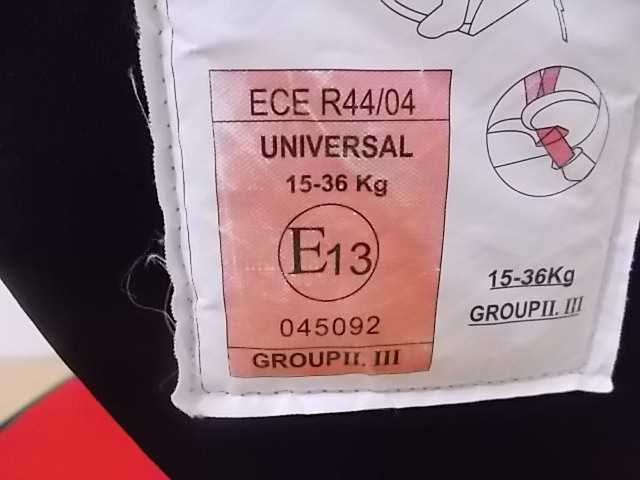 ECE R44/04
UNIVERSAL
15-36 Kg
E13
045092
GROUPII. III
15-36Kg
GROUPII. III